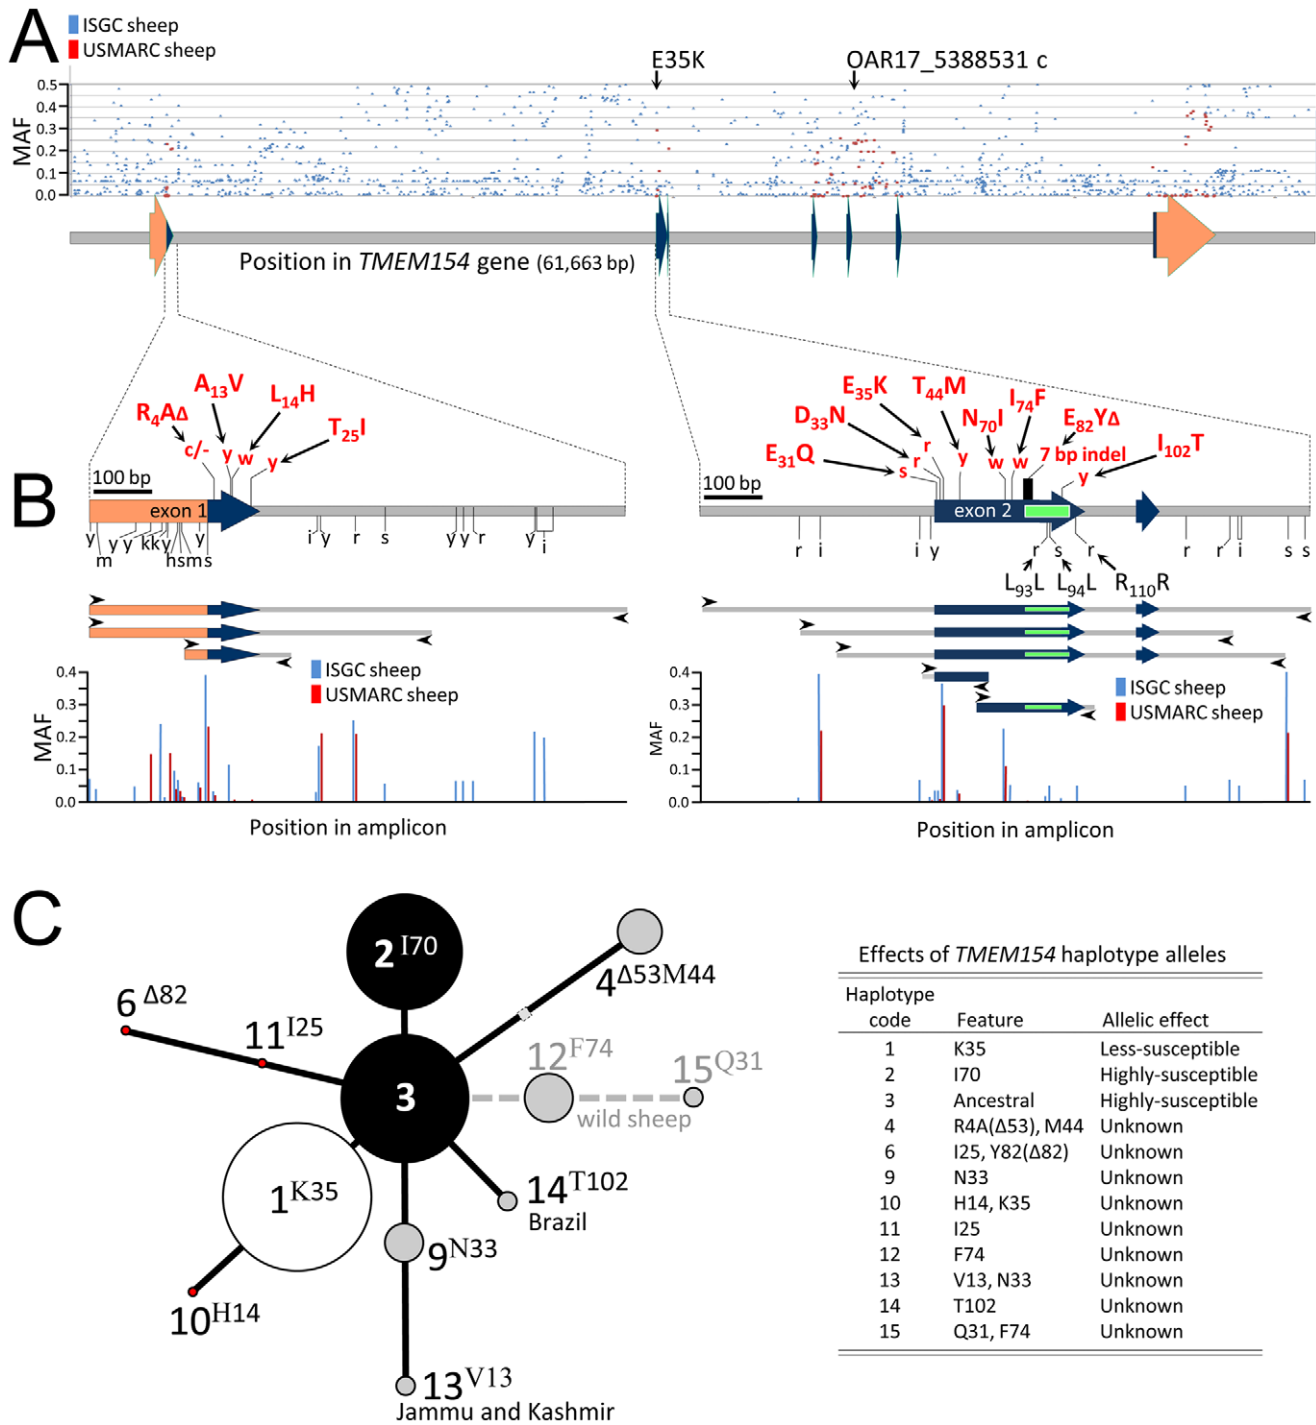 A
ISGC sheep
USMARC sheep
E35K
OAR17_5388531 c
MAF
0.5
0.4
0.3
0.2
0.1
0.0
Position in TMEM154 gene (61,663 bp)
B
R4AΔ
A13V
L14H
T25I
c/-
y
w
y
100 bp
exon 1
y
m
y
y
k
k
y
h
s
m
y
s
i
y
r
s
y
y
r
y
i
E31Q
D33N
E35K
T44M
N70I
I74F
E82YΔ
I102T
s
r
r
y
w
w
7 bp indel
y
100 bp
exon 2
r
i
i
y
r
s
r
r
r
i
s
s
L93L
L94L
R110R
ISGC sheep
USMARC sheep
MAF
0.4
0.3
0.2
0.1
0.0
Position in amplicon
ISGC sheep
USMARC sheep
MAF
0.4
0.3
0.2
0.1
0.0
Position in amplicon
C
2 I70
4 Δ53M44
6 Δ82
11 I25
3
12 F74
15 Q31
wild sheep
1 K35
14 T102
Brazil
9 N33
10 H14
13 V13
Jammu and Kashmir
Effects of TMEM154 haplotype alleles
Haplotype
code Feature Allelic effect
1 K35 Less-susceptible
2 I70 Highly-susceptible
3 Ancestral Highly-susceptible
4 R4A(Δ53), M44 Unknown
6 I25, Y82(Δ82) Unknown
9 N33 Unknown
10 H14, K35 Unknown
11 I25 Unknown
12 F74 Unknown
13 V13, N33 Unknown
14 T102 Unknown
15 Q31, F74 Unknown